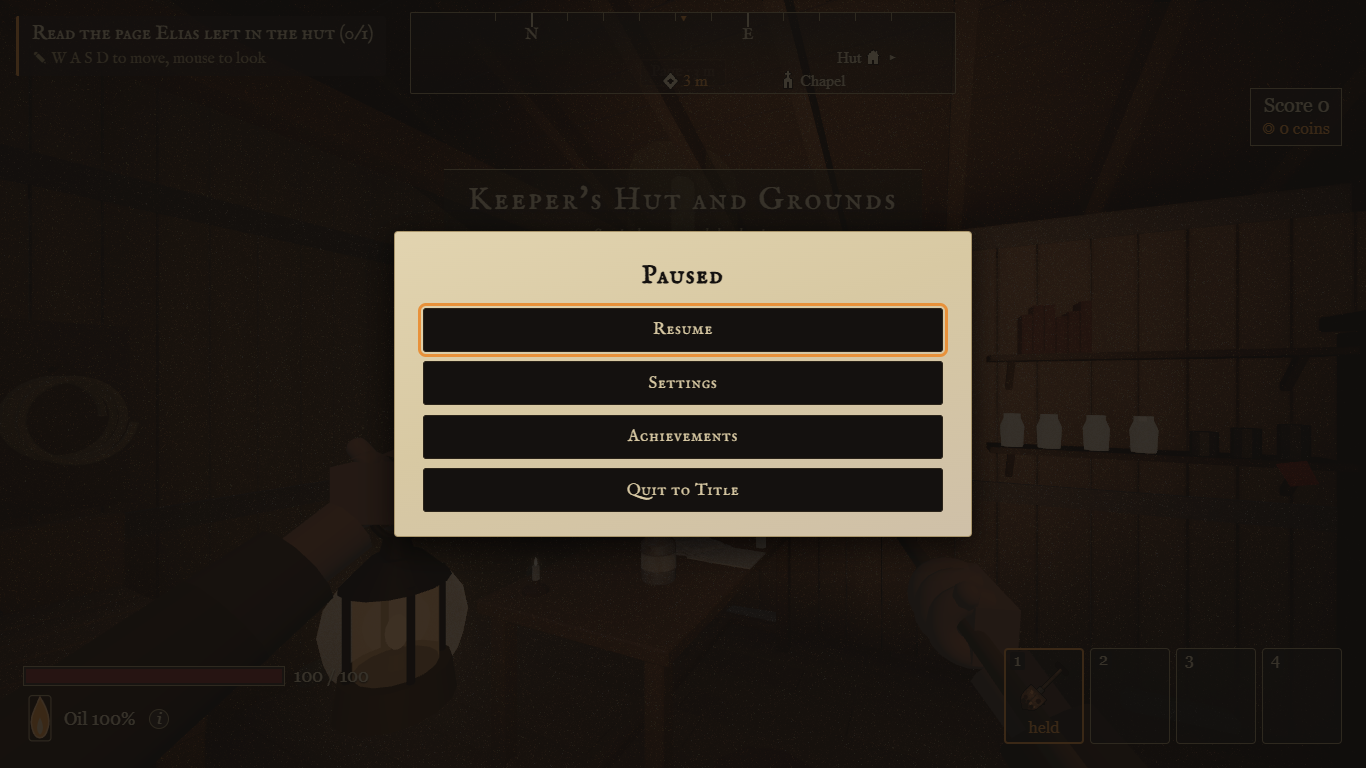 Read the page Elias left in the hut (0/1)
W A S D to move, mouse to look
N E
Hut
3 m Chapel
Score 0
0 coins
Keeper's Hut and Grounds
Paused
Resume
Settings
Achievements
Quit to Title
100 / 100
Oil 100% i
1 2 3 4
held